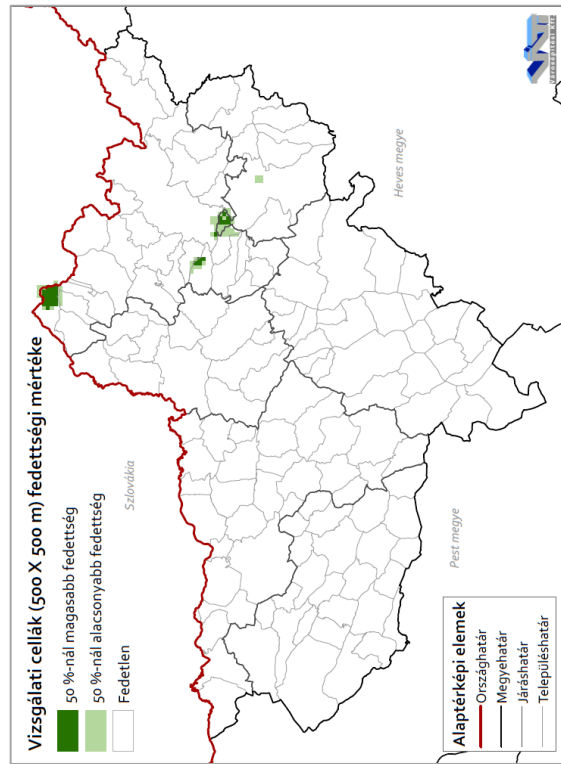 Vizsgálati cellák (500 X 500 m) fedettségi mértéke
50 %-nál magasabb fedettség
50 %-nál alacsonyabb fedettség
Fedetlen
Szlovákia
Heves megye
Pest megye
Alaptérképi elemek
Országhatár
Megyehatár
Járáshatár
Településhatár